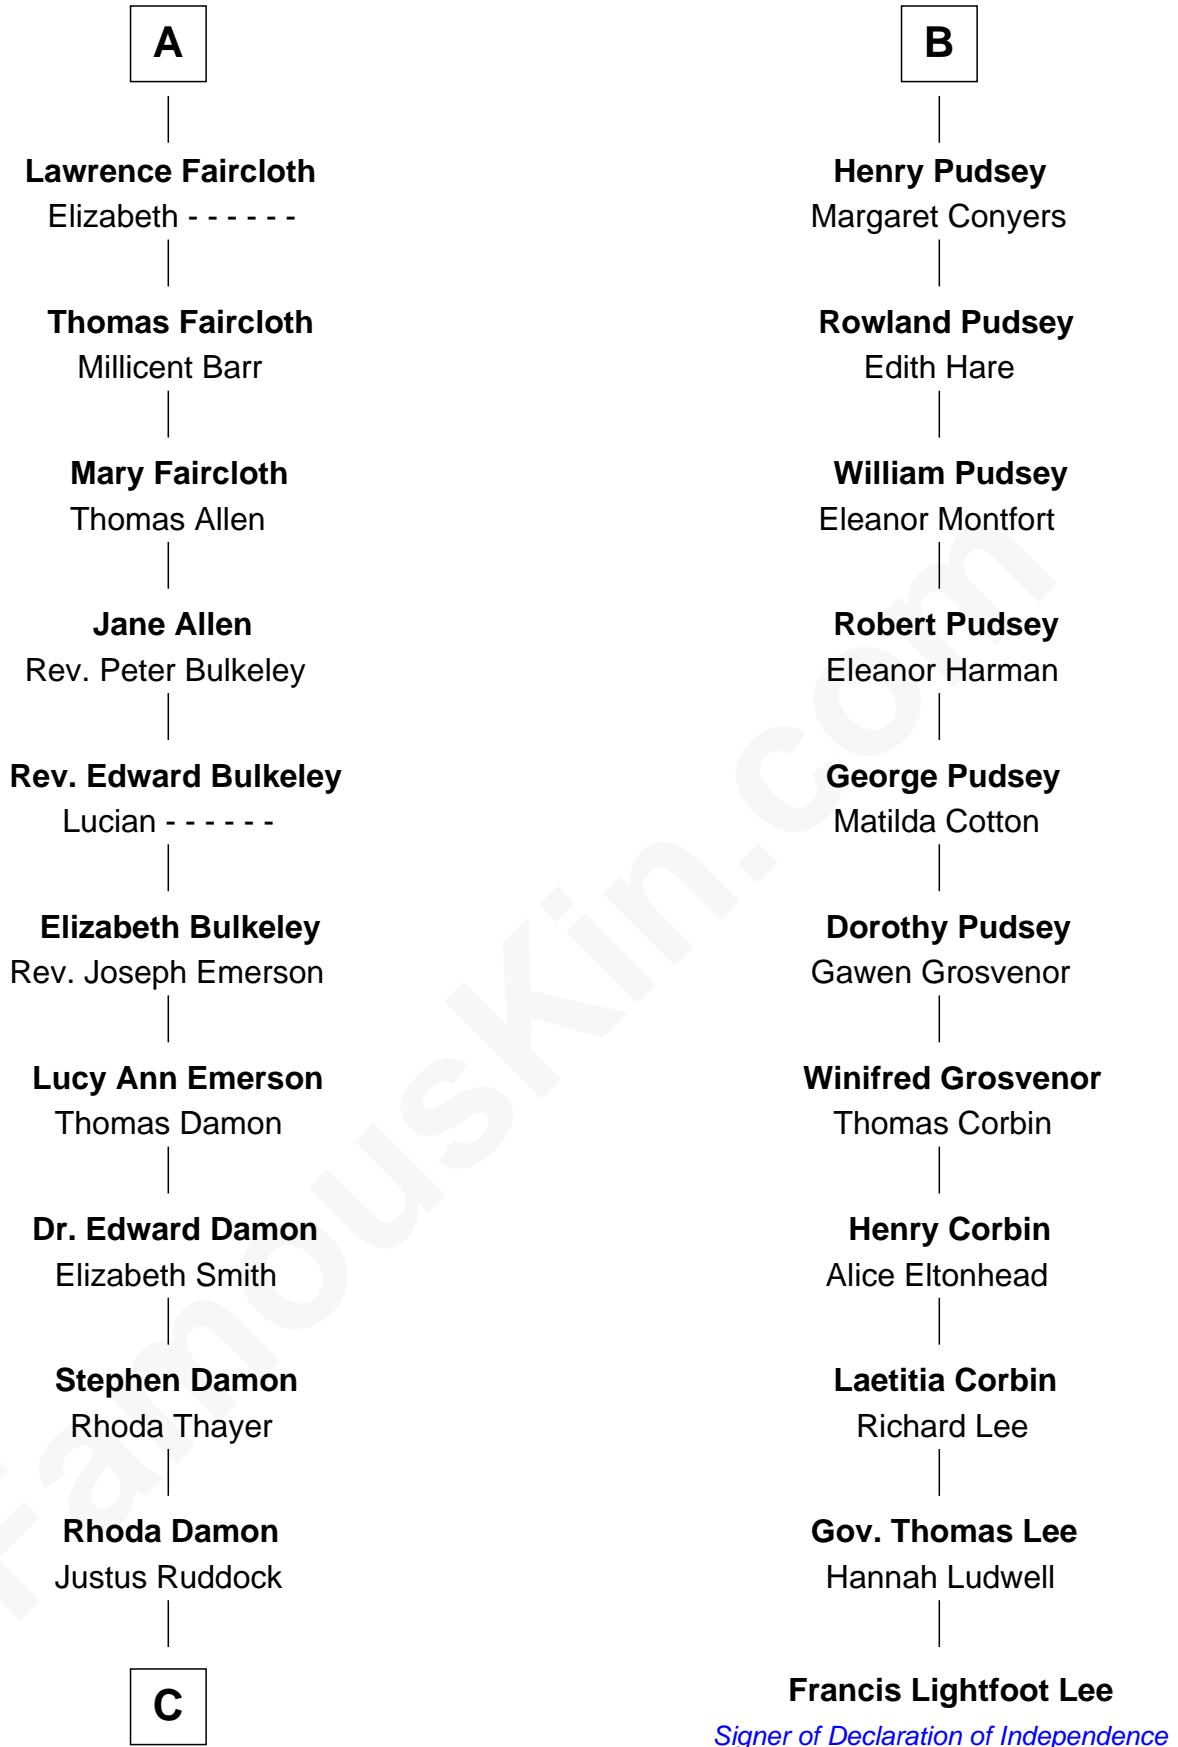 A
Lawrence Faircloth
Elizabeth - - - - - -
Thomas Faircloth
Millicent Barr
Mary Faircloth
Thomas Allen
Jane Allen
Rev. Peter Bulkeley
Rev. Edward Bulkeley
Lucian - - - - - -
Elizabeth Bulkeley
Rev. Joseph Emerson
Lucy Ann Emerson
Thomas Damon
Dr. Edward Damon
Elizabeth Smith
Stephen Damon
Rhoda Thayer
Rhoda Damon
Justus Ruddock
C
B
Henry Pudsey
Margaret Conyers
Rowland Pudsey
Edith Hare
William Pudsey
Eleanor Montfort
Robert Pudsey
Eleanor Harman
George Pudsey
Matilda Cotton
Dorothy Pudsey
Gawen Grosvenor
Winifred Grosvenor
Thomas Corbin
Henry Corbin
Alice Eltonhead
Laetitia Corbin
Richard Lee
Gov. Thomas Lee
Hannah Ludwell
Francis Lightfoot Lee
Signer of Declaration of Independence
FamousKin.com